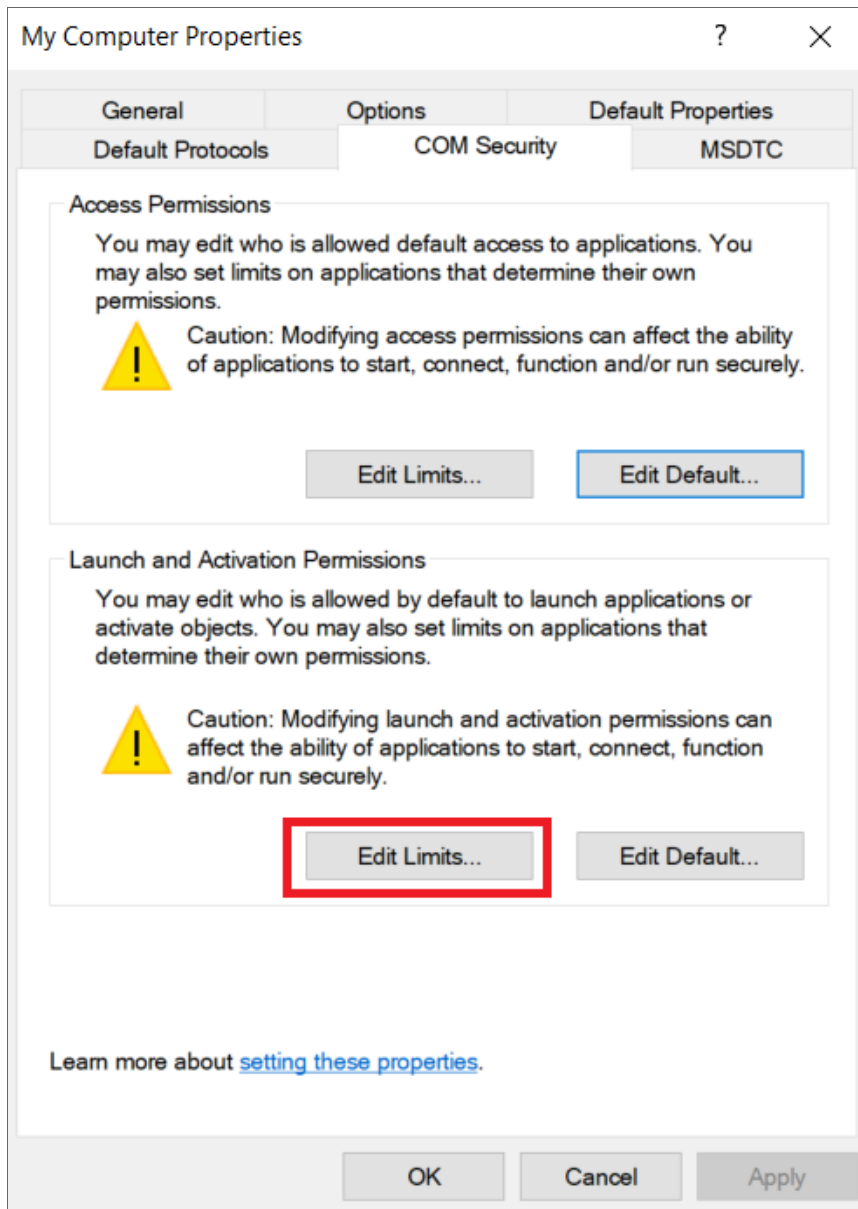 My Computer Properties ?
General Options Default Properties
Default Protocols COM Security MSDTC
Access Permissions
You may edit who is allowed default access to applications. You
may also set limits on applications that determine their own
permissions.
Caution: Modifying access permissions can affect the ability
of applications to start, connect, function and/or run securely.
Edit Limits... Edit Default...
Launch and Activation Permissions
You may edit who is allowed by default to launch applications or
activate objects. You may also set limits on applications that
determine their own permissions.
Caution: Modifying launch and activation permissions can
affect the ability of applications to start, connect, function
and/or run securely.
Edit Limits... Edit Default...
Learn more about setting these properties.
OK Cancel Apply